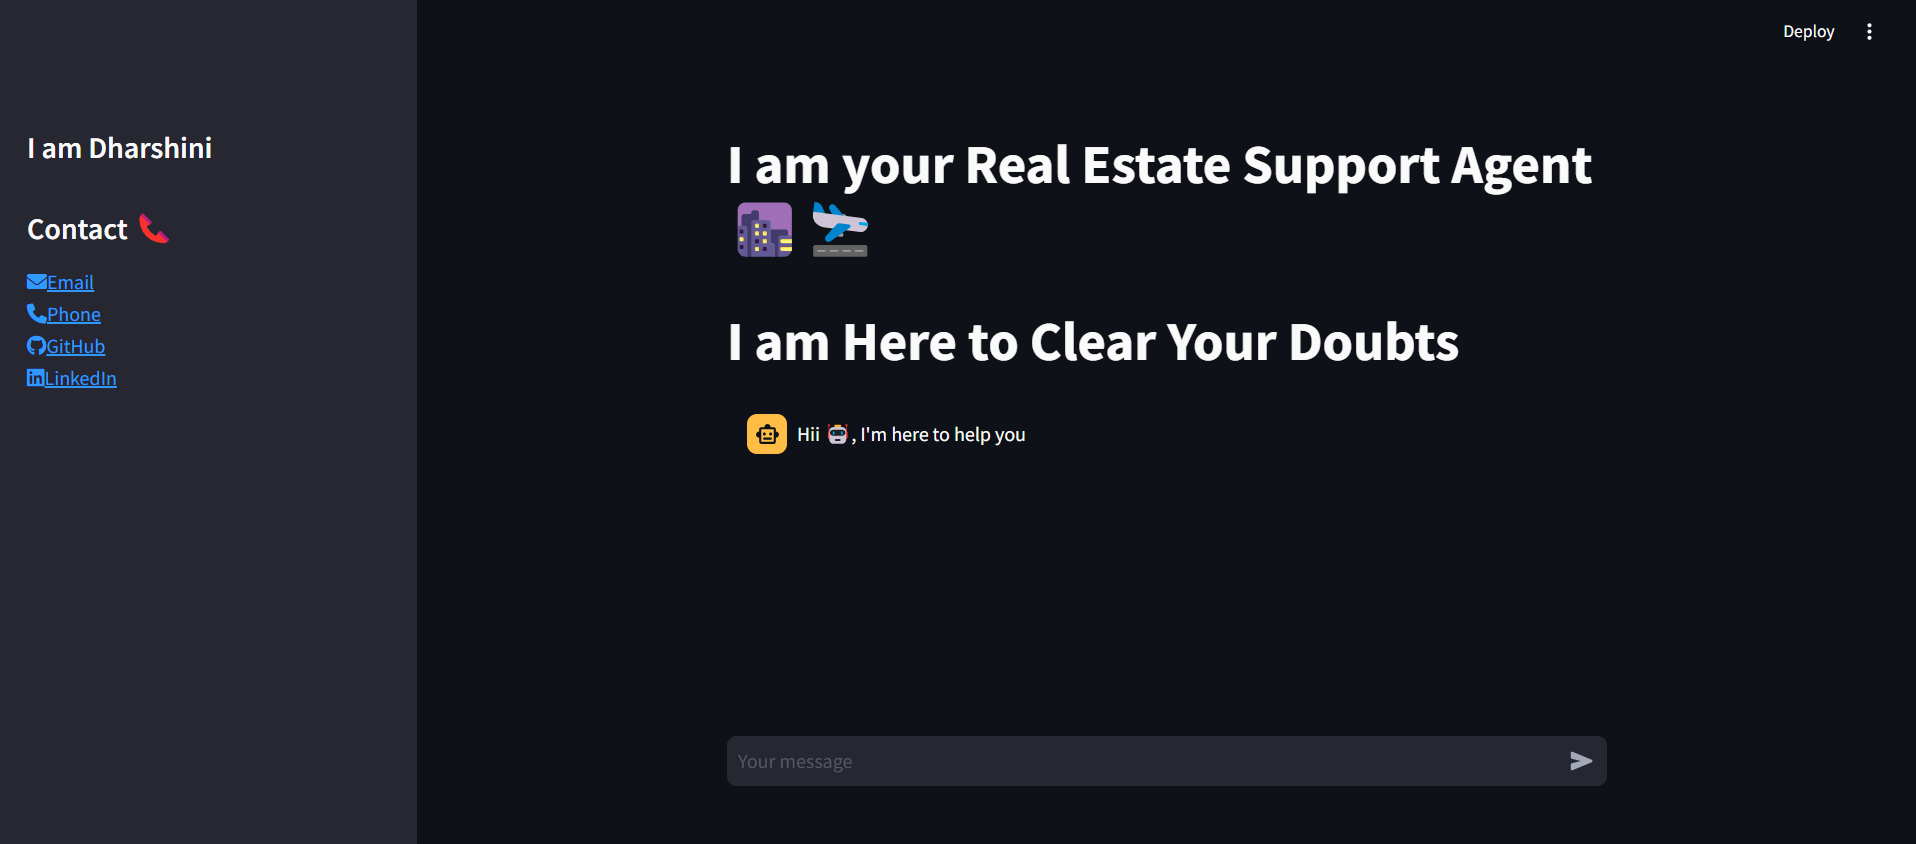 Deploy
I am Dharshini
Contact 📞
Email
Phone
GitHub
LinkedIn
I am your Real Estate Support Agent
🌆 🛬
I am Here to Clear Your Doubts
Hii 🤖, I'm here to help you
Your message